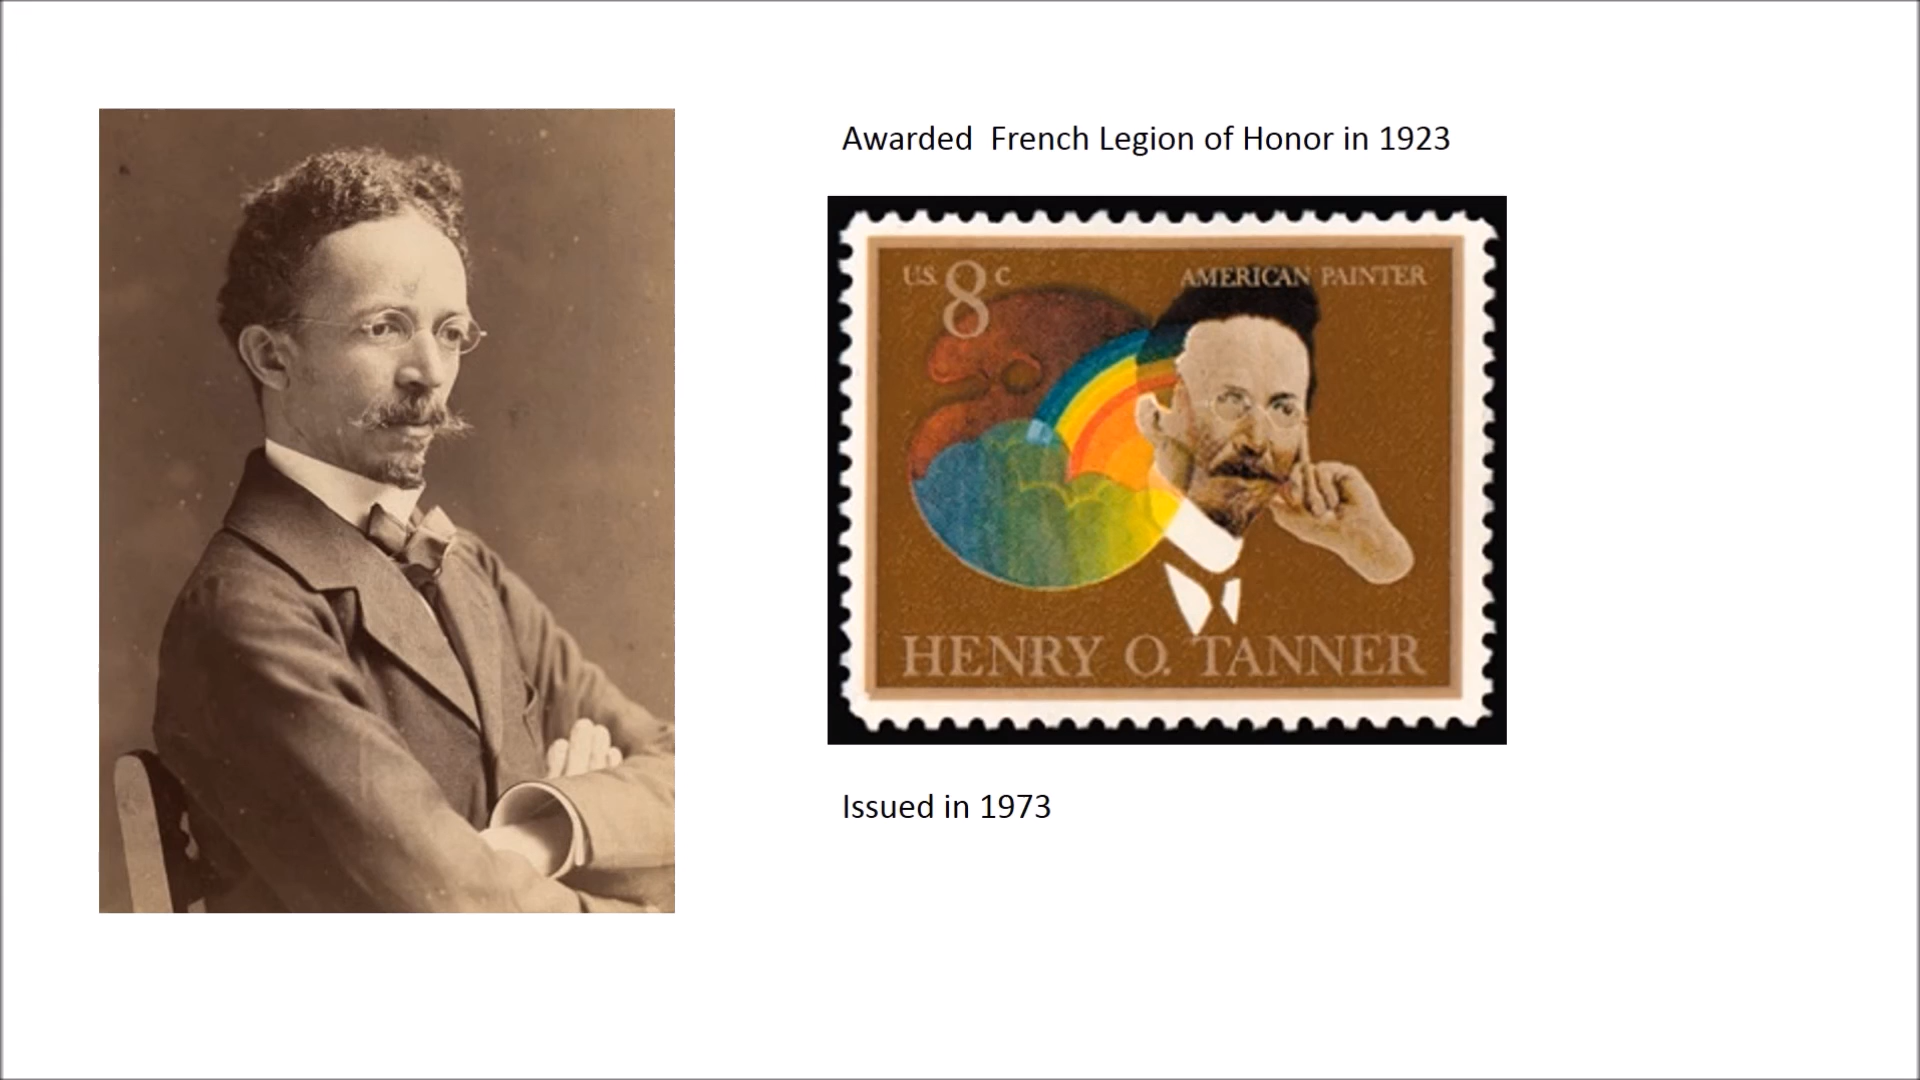 Awarded  French Legion of Honor in 1923
U.S. 8c AMERICAN PAINTER
HENRY O. TANNER
Issued in 1973